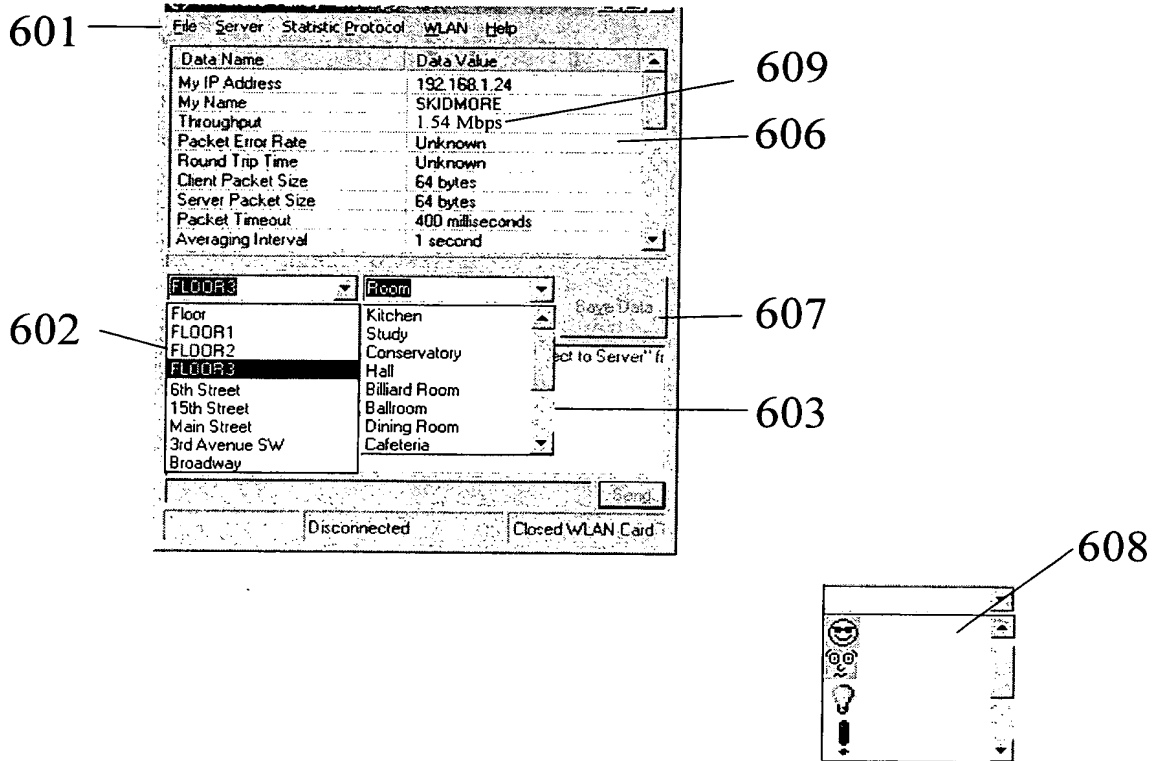 601
File Server Statistic Protocol WLAN Help
Data Name Data Value
My IP Address 192.168.1.24
My Name SKIDMORE
Throughput 1.54 Mbps
609
Packet Error Rate Unknown
606
Round Trip Time Unknown
Client Packet Size 64 bytes
Server Packet Size 64 bytes
Packet Timeout 400 milliseconds
Averaging Interval 1 second
FLOOR3 Room
Save Data
607
602
Floor
FLOOR1
FLOOR2
FLOOR3
6th Street
15th Street
Main Street
3rd Avenue SW
Broadway
Kitchen
Study
Conservatory
Hall
Billiard Room
Ballroom
Dining Room
Cafeteria
ect to Server" fr
603
Send
Disconnected Closed WLAN Card
608